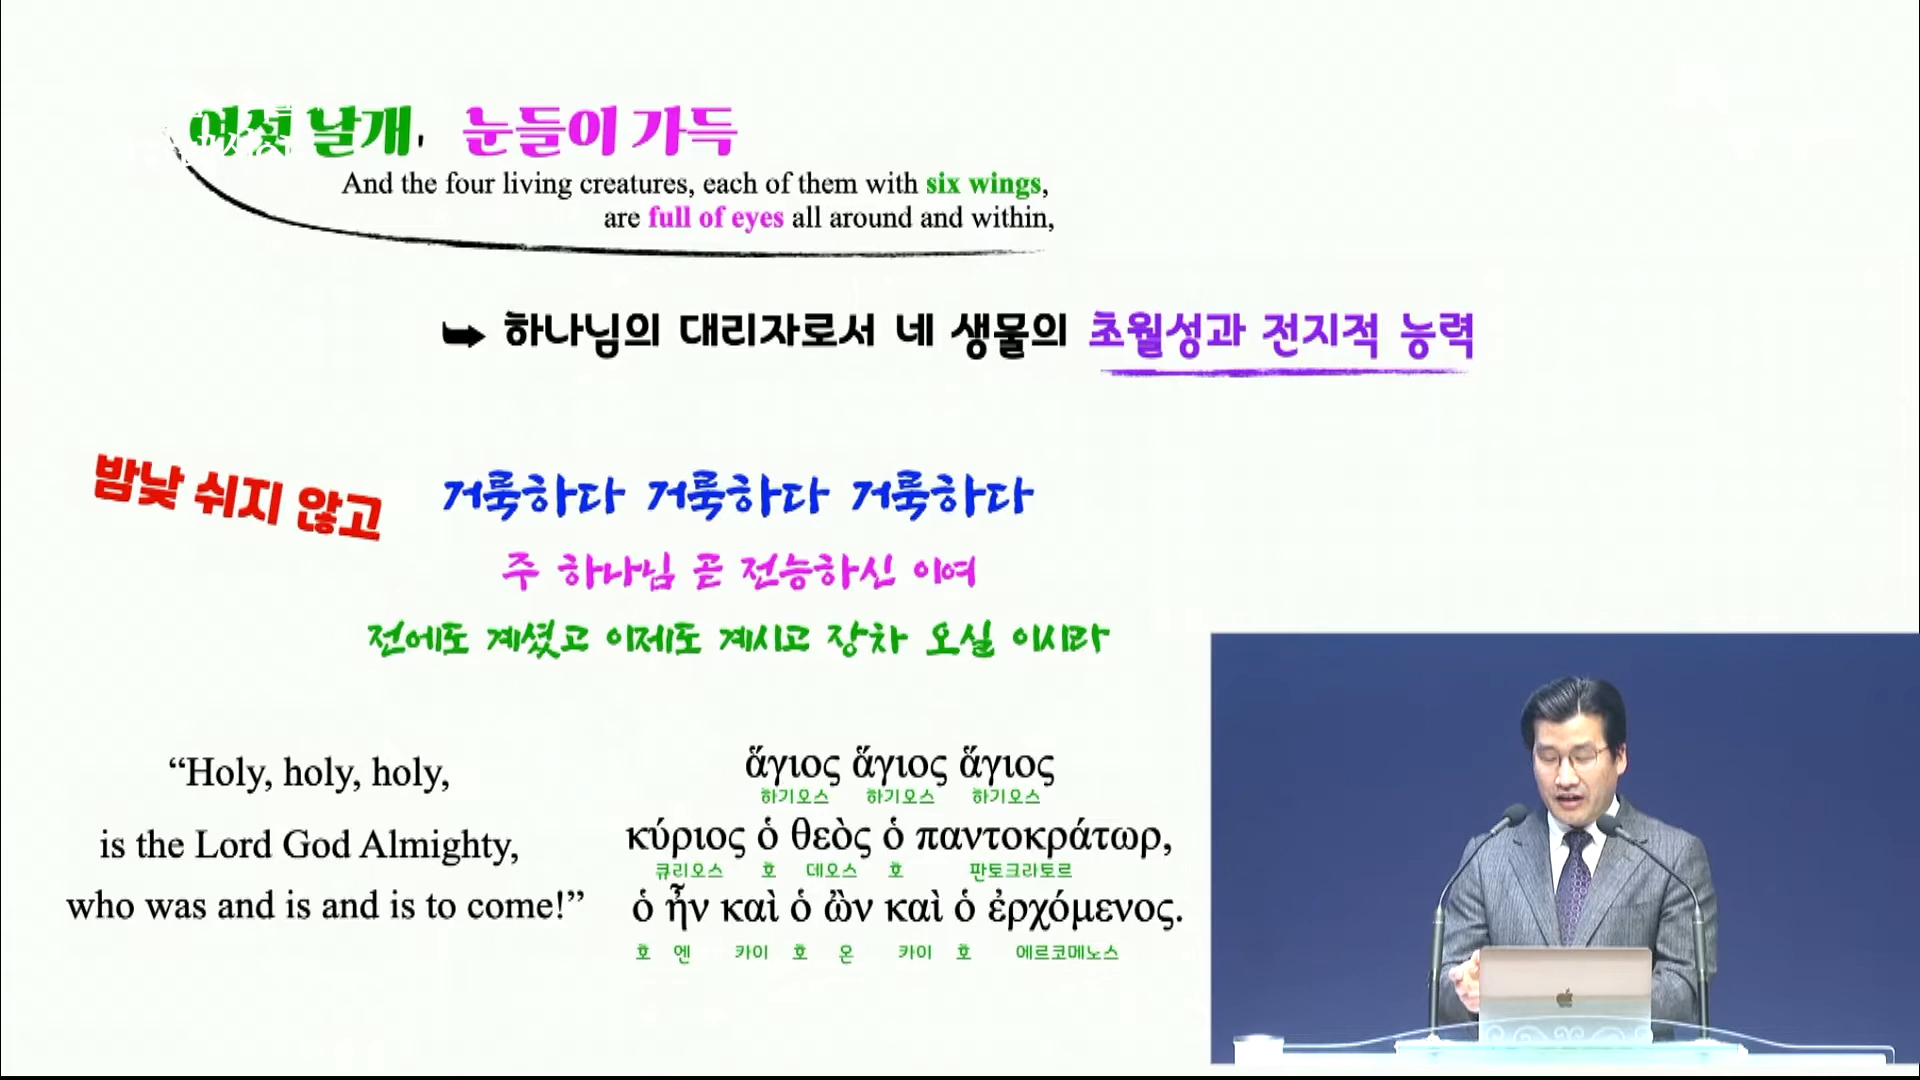 여섯 날개, 눈들이 가득
And the four living creatures, each of them with six wings,
are full of eyes all around and within,
➥ 하나님의 대리자로서 네 생물의 초월성과 전지적 능력
밤낮 쉬지 않고
거룩하다 거룩하다 거룩하다
주 하나님 곧 전능하신 이여
전에도 계셨고 이제도 계시고 장차 오실 이시라
“Holy, holy, holy,
is the Lord God Almighty,
who was and is and is to come!”
ἅγιος ἅγιος ἅγιος
하기오스 하기오스 하기오스
κύριος ὁ θεὸς ὁ παντοκράτωρ,
큐리오스 호 데오스 호 판토크라토르
ὁ ἦν καὶ ὁ ὢν καὶ ὁ ἐρχόμενος.
호 엔 카이 호 온 카이 호 에르코메노스